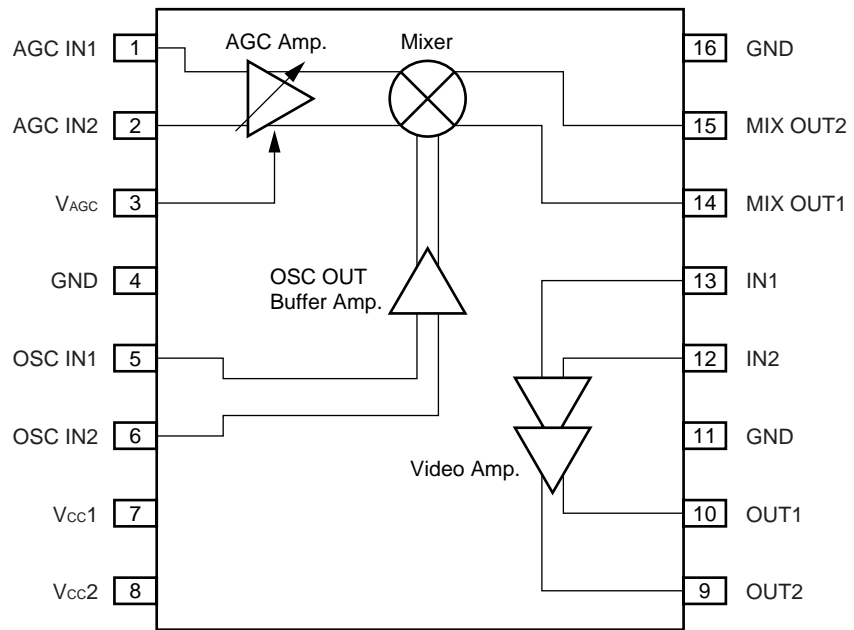 AGC IN1 1
AGC IN2 2
VAGC 3
GND 4
OSC IN1 5
OSC IN2 6
VCC1 7
VCC2 8
AGC Amp.
Mixer
OSC OUT
Buffer Amp.
Video Amp.
16 GND
15 MIX OUT2
14 MIX OUT1
13 IN1
12 IN2
11 GND
10 OUT1
9 OUT2